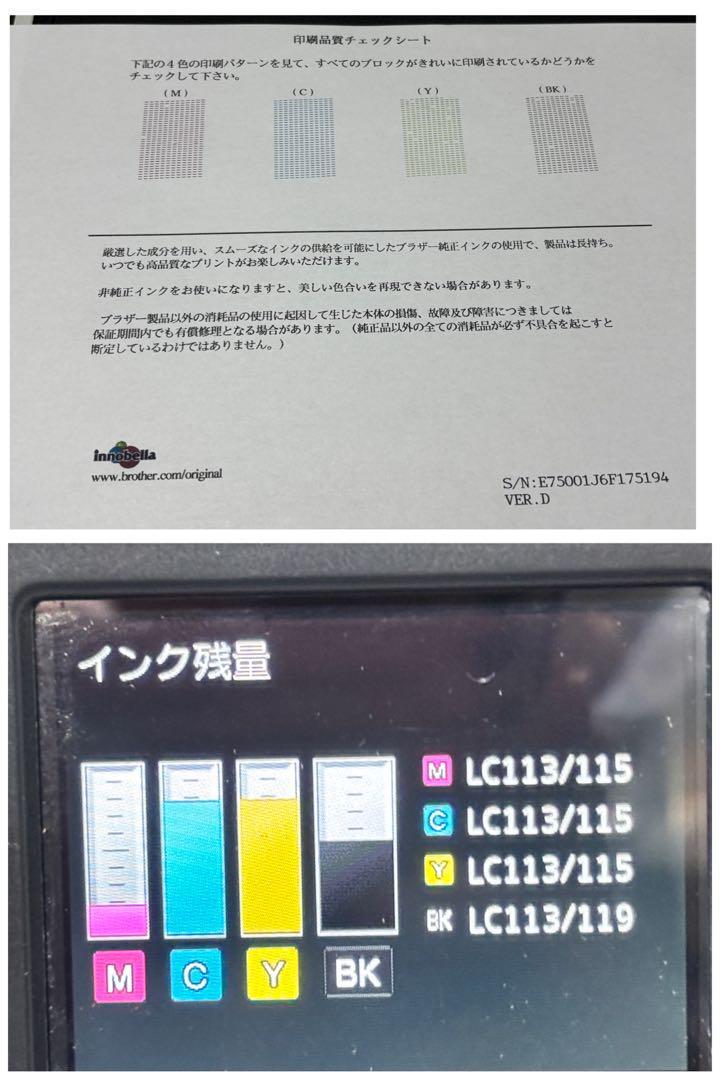 印刷品質チェックシート
下記の4色の印刷パターンを見て、すべてのブロックがきれいに印刷されているかどうかを
チェックして下さい。
(M) (C) (Y) (BK)
厳選した成分を用い、スムーズなインクの供給を可能にしたブラザー純正インクの使用で、製品は長持ち。
いつでも高品質なプリントがお楽しみいただけます。
非純正インクをお使いになりますと、美しい色合いを再現できない場合があります。
ブラザー製品以外の消耗品の使用に起因して生じた本体の損傷、故障及び障害につきましては
保証期間内でも有償修理となる場合があります。(純正品以外の全ての消耗品が必ず不具合を起こすと
断定しているわけではありません。)
innobella
www.brother.com/original
S/N:E75001J6F175194
VER.D
インク残量
M LC113/115
C LC113/115
Y LC113/115
BK LC113/119
M C Y BK